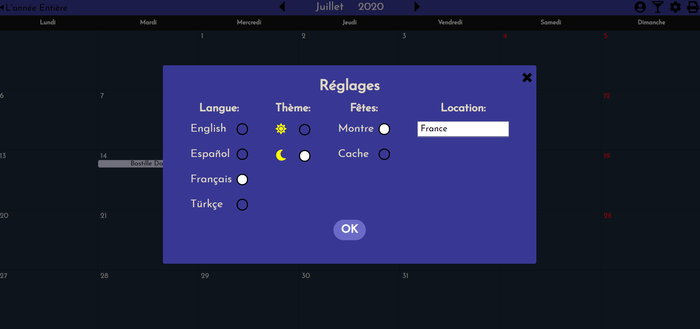 L'année Entière
Juillet 2020
Lundi Mardi Mercredi Jeudi Vendredi Samedi Dimanche
1 2 3 4 5
Réglages
Langue: Thème: Fêtes: Location:
6 7
English Montre France
Español Cache
13 14 19
Bastille Da
Français
Türkçe
20 21 26
OK
27 28 29 30 31